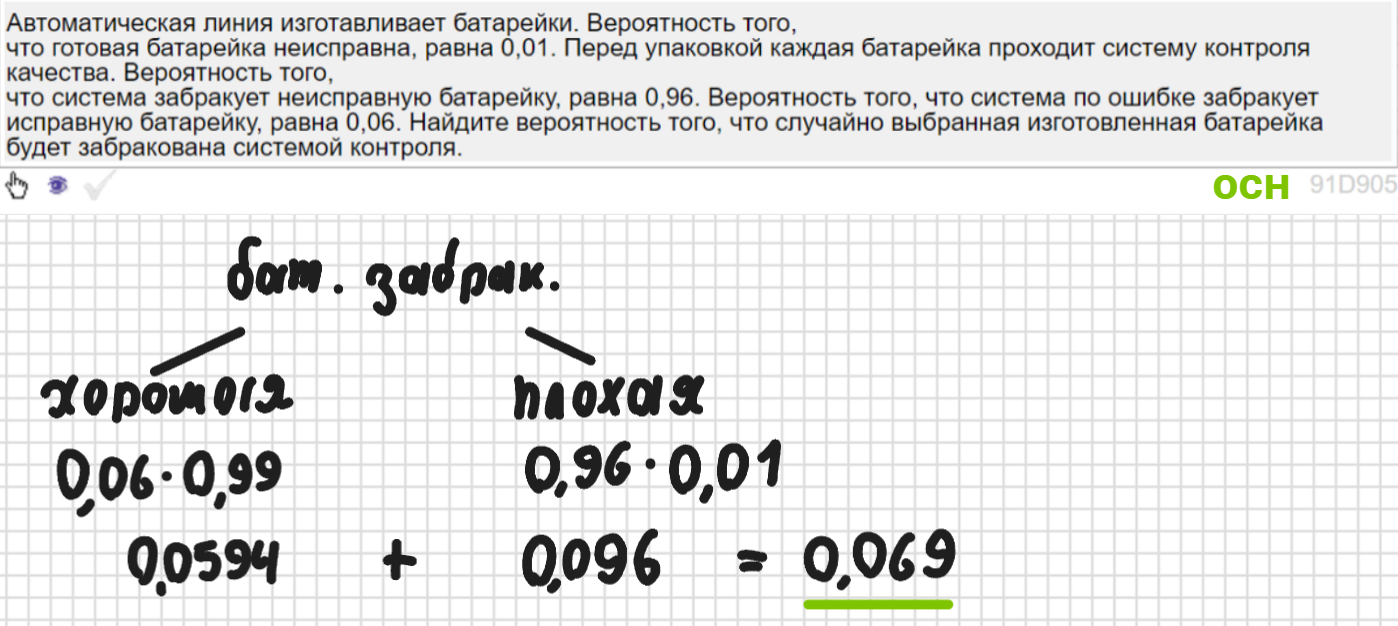 Автоматическая линия изготавливает батарейки. Вероятность того,
что готовая батарейка неисправна, равна 0,01. Перед упаковкой каждая батарейка проходит систему контроля
качества. Вероятность того,
что система забракует неисправную батарейку, равна 0,96. Вероятность того, что система по ошибке забракует
исправную батарейку, равна 0,06. Найдите вероятность того, что случайно выбранная изготовленная батарейка
будет забракована системой контроля.
осн 91D905
бат. забрак.
хорошая плохая
0,06·0,99 0,96·0,01
0,0594 + 0,096 = 0,069